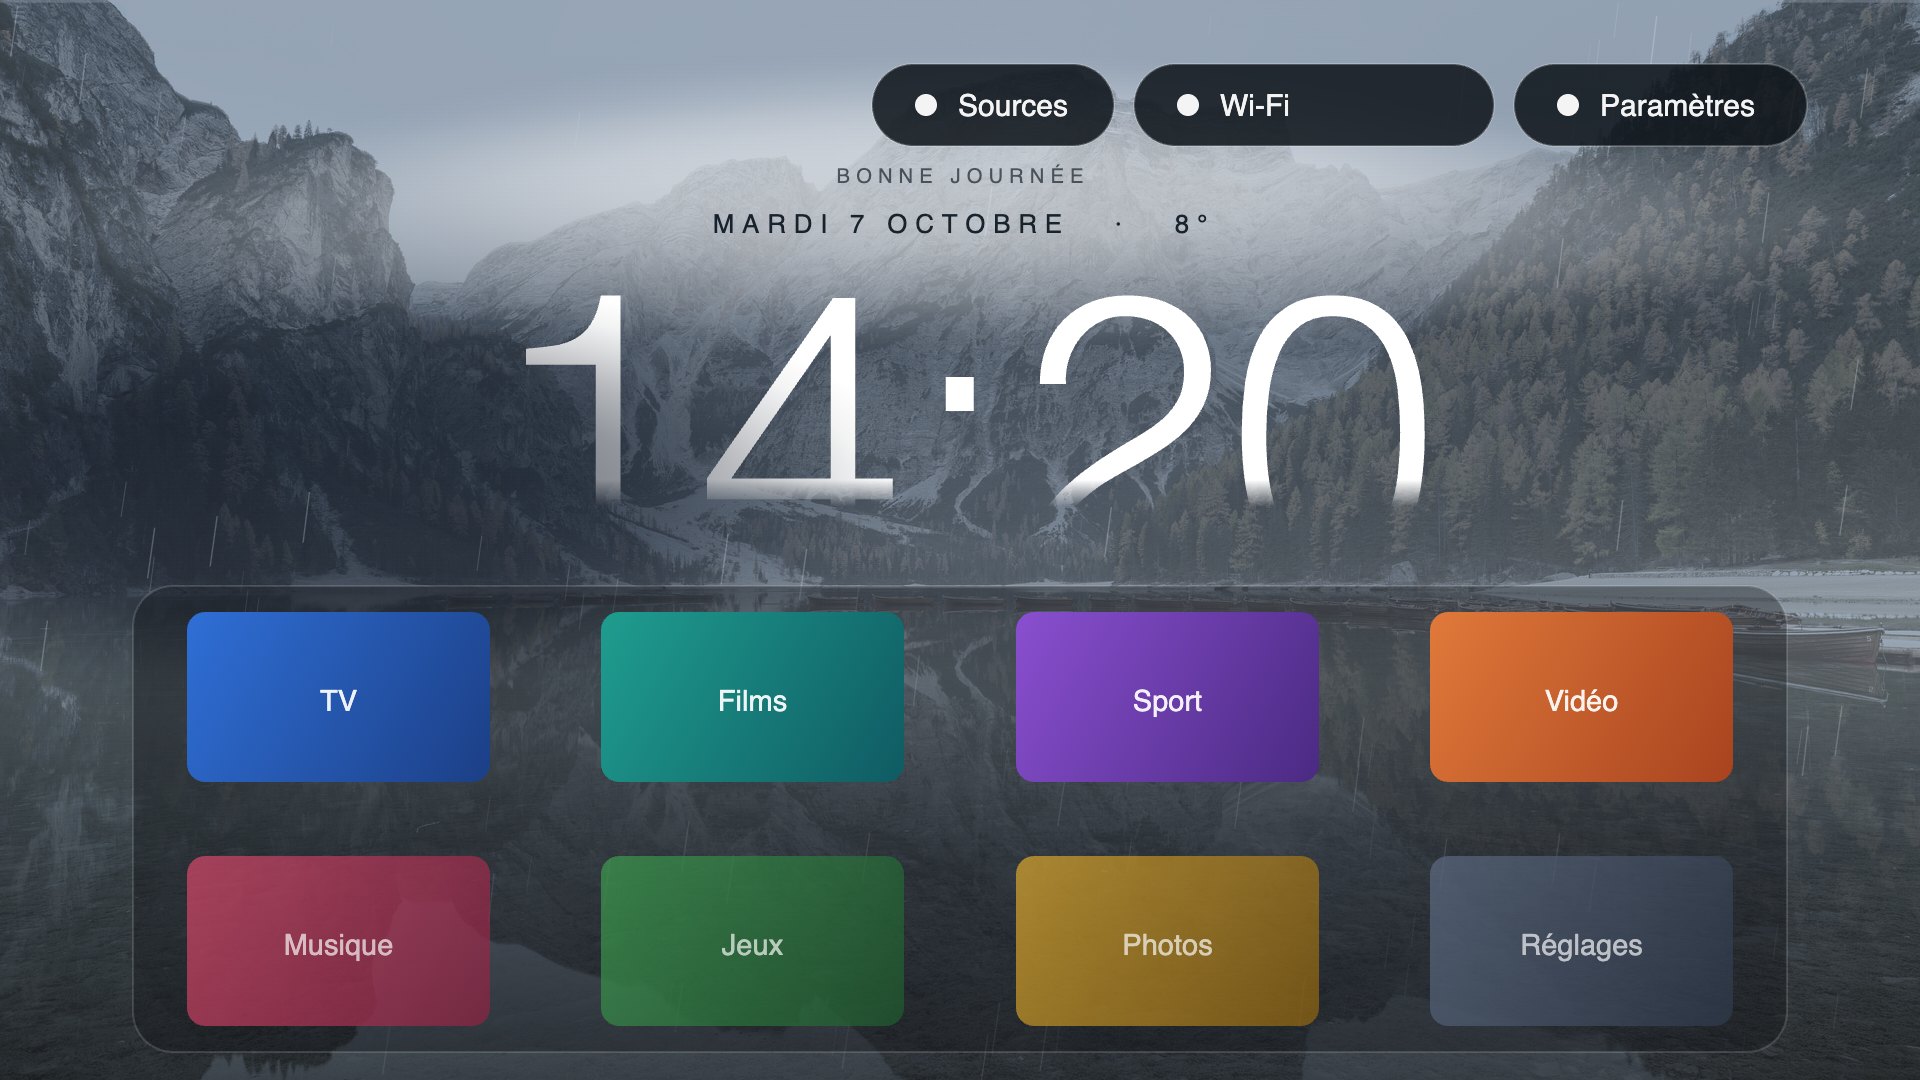 Sources
Wi-Fi
Paramètres
BONNE JOURNÉE
MARDI 7 OCTOBRE · 8°
14:20
TV
Films
Sport
Vidéo
Musique
Jeux
Photos
Réglages